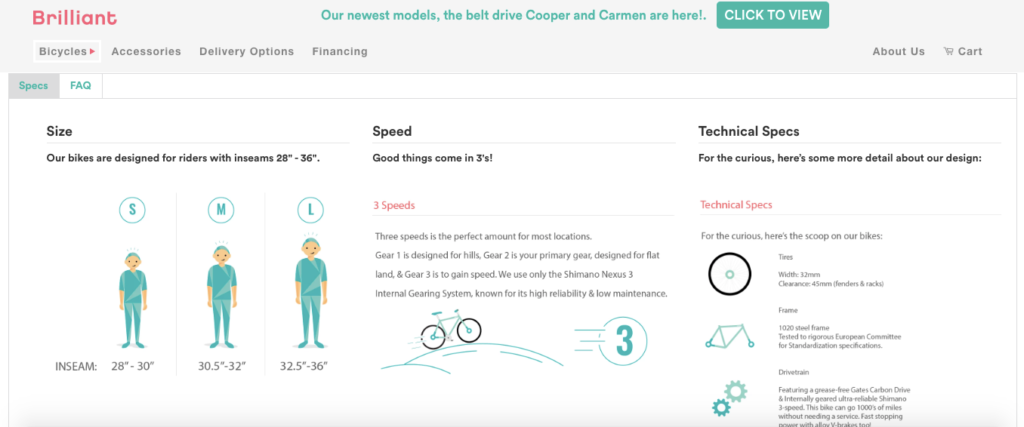 Brilliant
Our newest models, the belt drive Cooper and Carmen are here!.
CLICK TO VIEW
Bicycles
Accessories
Delivery Options
Financing
About Us
Cart
Specs
FAQ
Size
Our bikes are designed for riders with inseams 28" - 36".
S
M
L
INSEAM:
28" - 30"
30.5"-32"
32.5"-36"
Speed
Good things come in 3's!
3 Speeds
Three speeds is the perfect amount for most locations.
Gear 1 is designed for hills, Gear 2 is your primary gear, designed for flat
land, & Gear 3 is to gain speed. We use only the Shimano Nexus 3
Internal Gearing System, known for its high reliability & low maintenance.
3
Technical Specs
For the curious, here's some more detail about our design:
Technical Specs
For the curious, here's the scoop on our bikes:
Tires
Width: 32mm
Clearance: 45mm (fenders & racks)
Frame
1020 steel frame
Tested to rigorous European Committee
for Standardization specifications.
Drivetrain
Featuring a grease-free Gates Carbon Drive
& Internally geared ultra-reliable Shimano
3-speed. This bike can go 1000's of miles
without needing a service. Fast stopping
power with alloy V-brakes too!